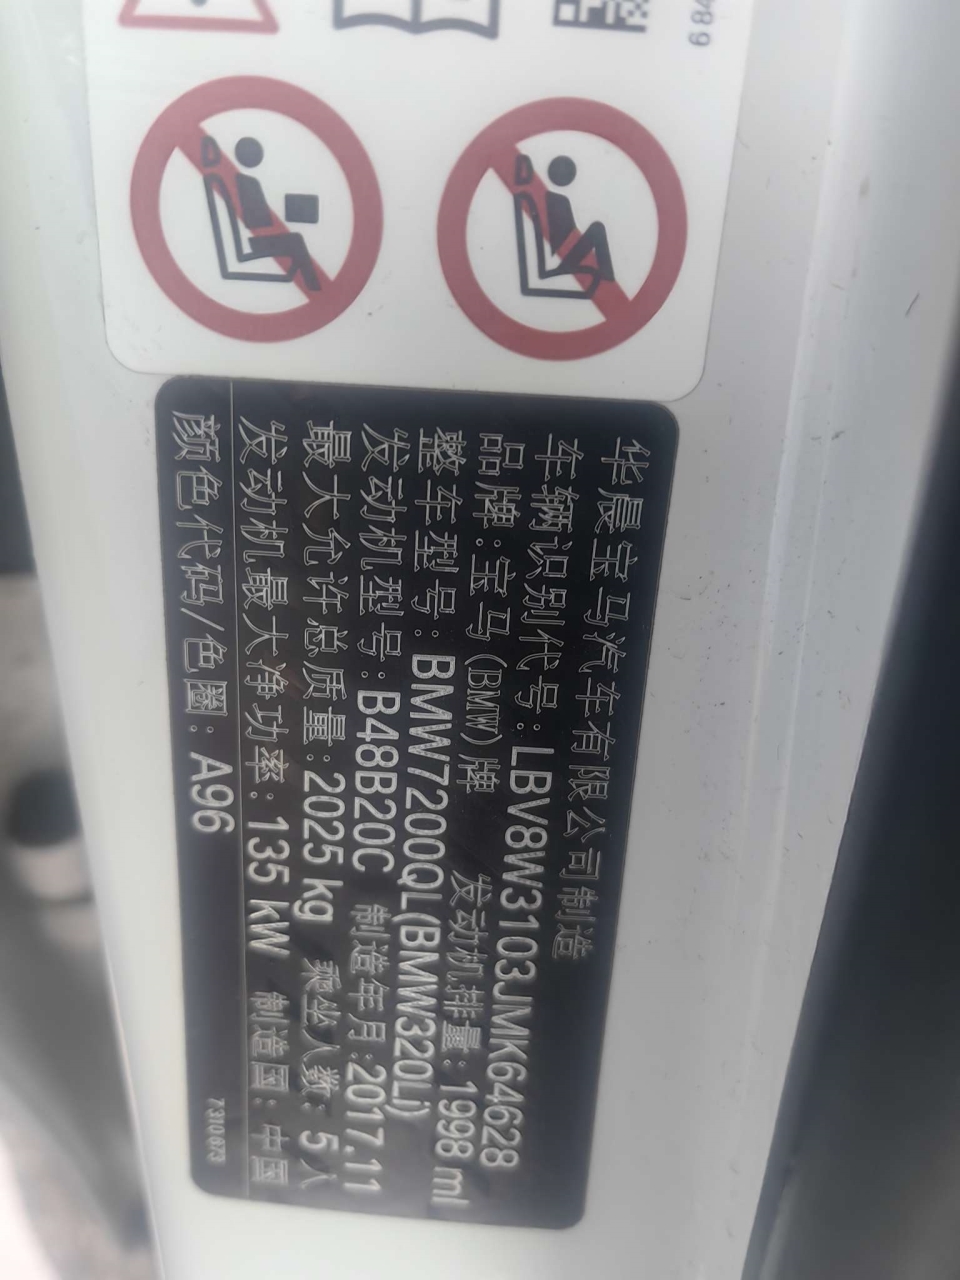 华晨宝马汽车有限公司制造
车辆识别代号:LBV8W3103JMK64628
品牌:宝马(BMW)牌 发动机排量:1998 ml
整车型号:BMW7200QL(BMW320Li)
发动机型号:B48B20C 制造年月:2017.11
最大允许总质量:2025 kg 乘坐人数:5人
发动机最大净功率:135 kW 制造国:中国
颜色代码/色圈:A96
7310673
684